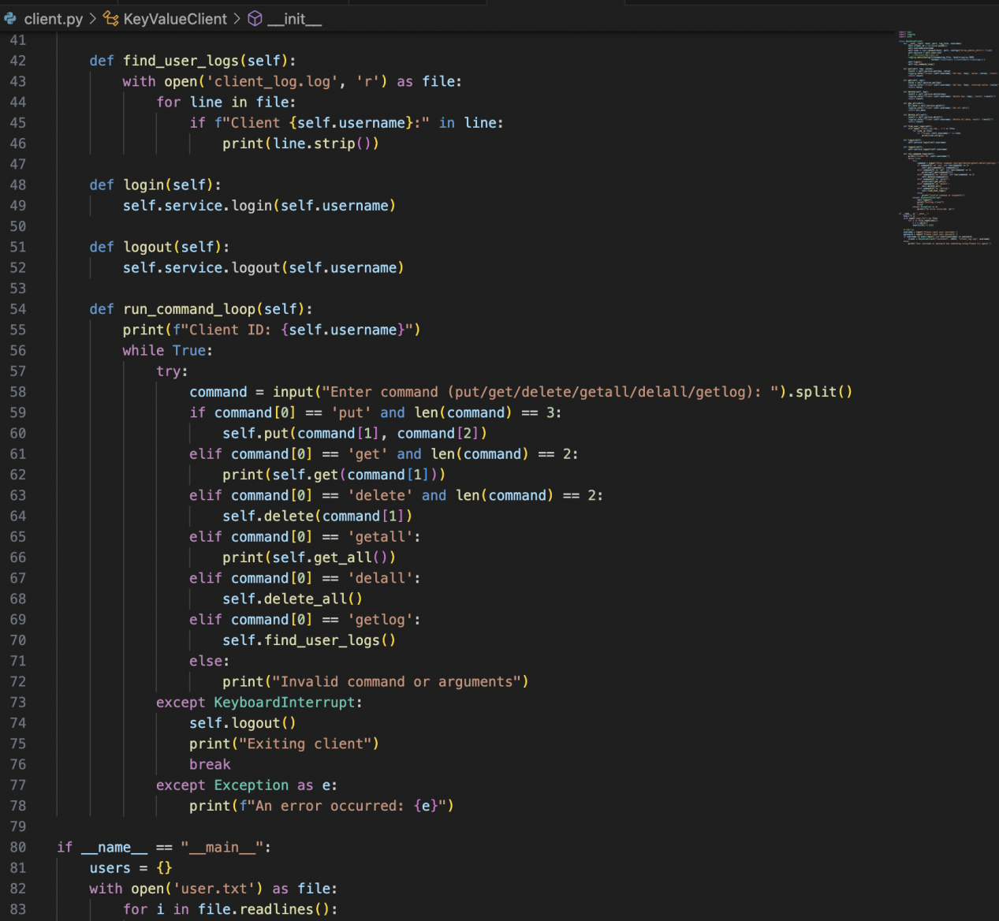 client.py > KeyValueClient > __init__
41
42 def find_user_logs(self):
43 with open('client_log.log', 'r') as file:
44 for line in file:
45 if f"Client {self.username}:" in line:
46 print(line.strip())
47
48 def login(self):
49 self.service.login(self.username)
50
51 def logout(self):
52 self.service.logout(self.username)
53
54 def run_command_loop(self):
55 print(f"Client ID: {self.username}")
56 while True:
57 try:
58 command = input("Enter command (put/get/delete/getall/delall/getlog): ").split()
59 if command[0] == 'put' and len(command) == 3:
60 self.put(command[1], command[2])
61 elif command[0] == 'get' and len(command) == 2:
62 print(self.get(command[1]))
63 elif command[0] == 'delete' and len(command) == 2:
64 self.delete(command[1])
65 elif command[0] == 'getall':
66 print(self.get_all())
67 elif command[0] == 'delall':
68 self.delete_all()
69 elif command[0] == 'getlog':
70 self.find_user_logs()
71 else:
72 print("Invalid command or arguments")
73 except KeyboardInterrupt:
74 self.logout()
75 print("Exiting client")
76 break
77 except Exception as e:
78 print(f"An error occurred: {e}")
79
80 if __name__ == "__main__":
81 users = {}
82 with open('user.txt') as file:
83 for i in file.readlines():